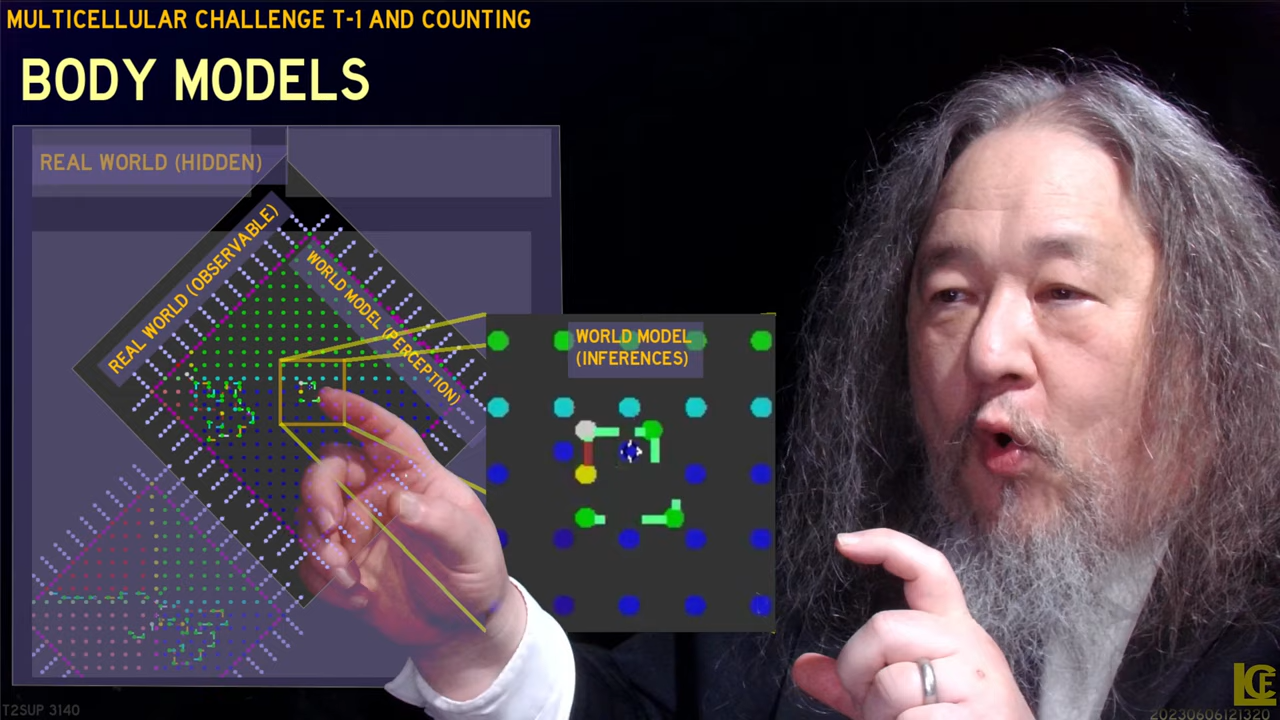 MULTICELLULAR CHALLENGE T-1 AND COUNTING
BODY MODELS
REAL WORLD (HIDDEN)
REAL WORLD (OBSERVABLE)
WORLD MODEL (PERCEPTION)
WORLD MODEL
(INFERENCES)
T2SUP 3140
20230606121320